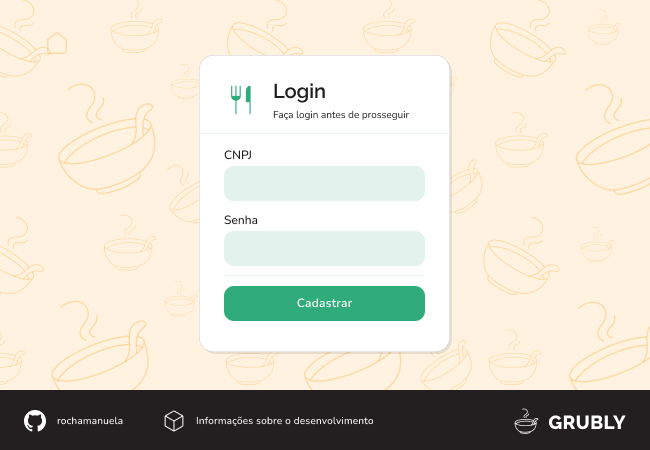 Login
Faça login antes de prosseguir
CNPJ
Senha
Cadastrar
rochamanuela
Informações sobre o desenvolvimento
GRUBLY